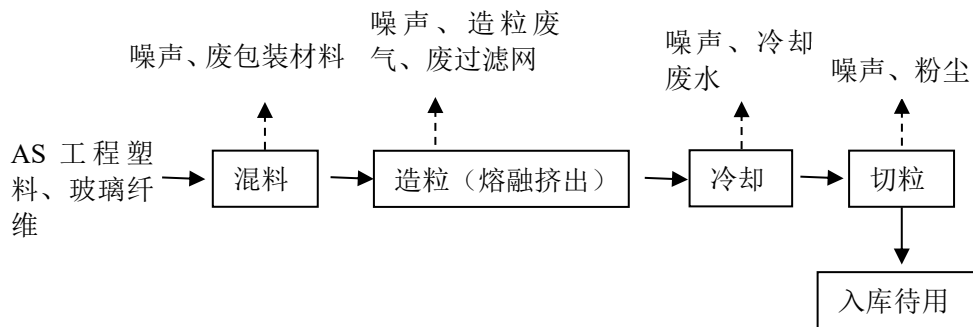 噪声、废包装材料
噪声、造粒废
气、废过滤网
噪声、冷却
废水
噪声、粉尘
AS 工程塑
料、玻璃纤
维
混料
造粒（熔融挤出）
冷却
切粒
入库待用